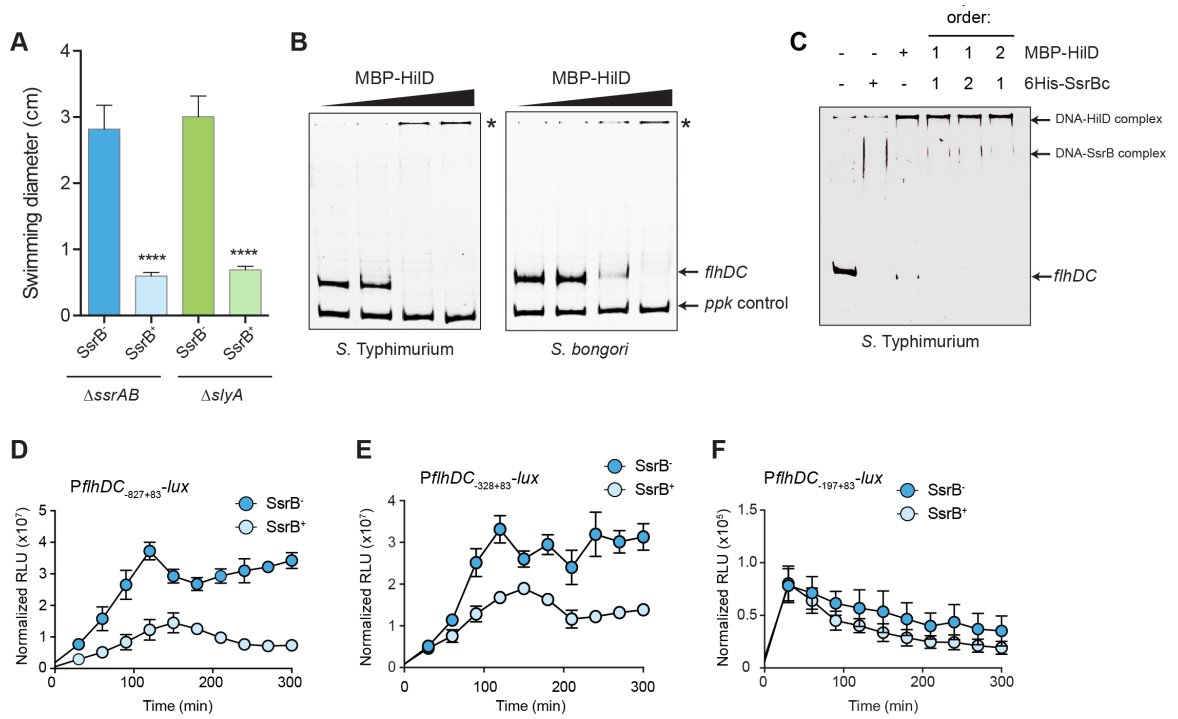 A
Swimming diameter (cm)
4
3
2
1
0
****
****
SsrB-
SsrB+
SsrB-
SsrB+
ΔssrAB
ΔslyA
B
MBP-HilD
MBP-HilD
*
*
flhDC
ppk control
S. Typhimurium
S. bongori
C
order:
- - + 1 1 2 MBP-HilD
- + - 1 2 1 6His-SsrBc
DNA-HilD complex
DNA-SsrB complex
flhDC
S. Typhimurium
D
PflhDC-827+83-lux
SsrB-
SsrB+
Normalized RLU (x10⁷)
5
4
3
2
1
0
0 100 200 300
Time (min)
E
PflhDC-328+83-lux
SsrB-
SsrB+
Normalized RLU (x10⁷)
4
3
2
1
0
0 100 200 300
Time (min)
F
PflhDC-197+83-lux
SsrB-
SsrB+
Normalized RLU (x10⁵)
1.5
1.0
0.5
0
0 100 200 300
Time (min)